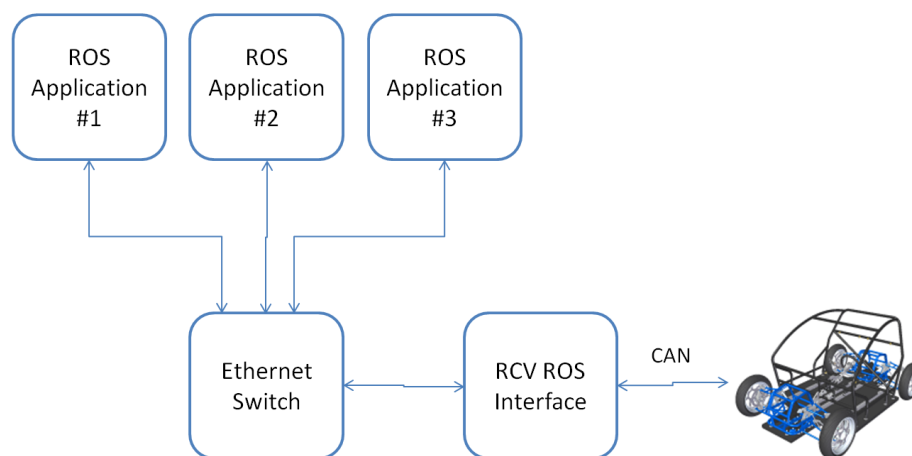 ROS
Application
#1
ROS
Application
#2
ROS
Application
#3
Ethernet
Switch
RCV ROS
Interface
CAN